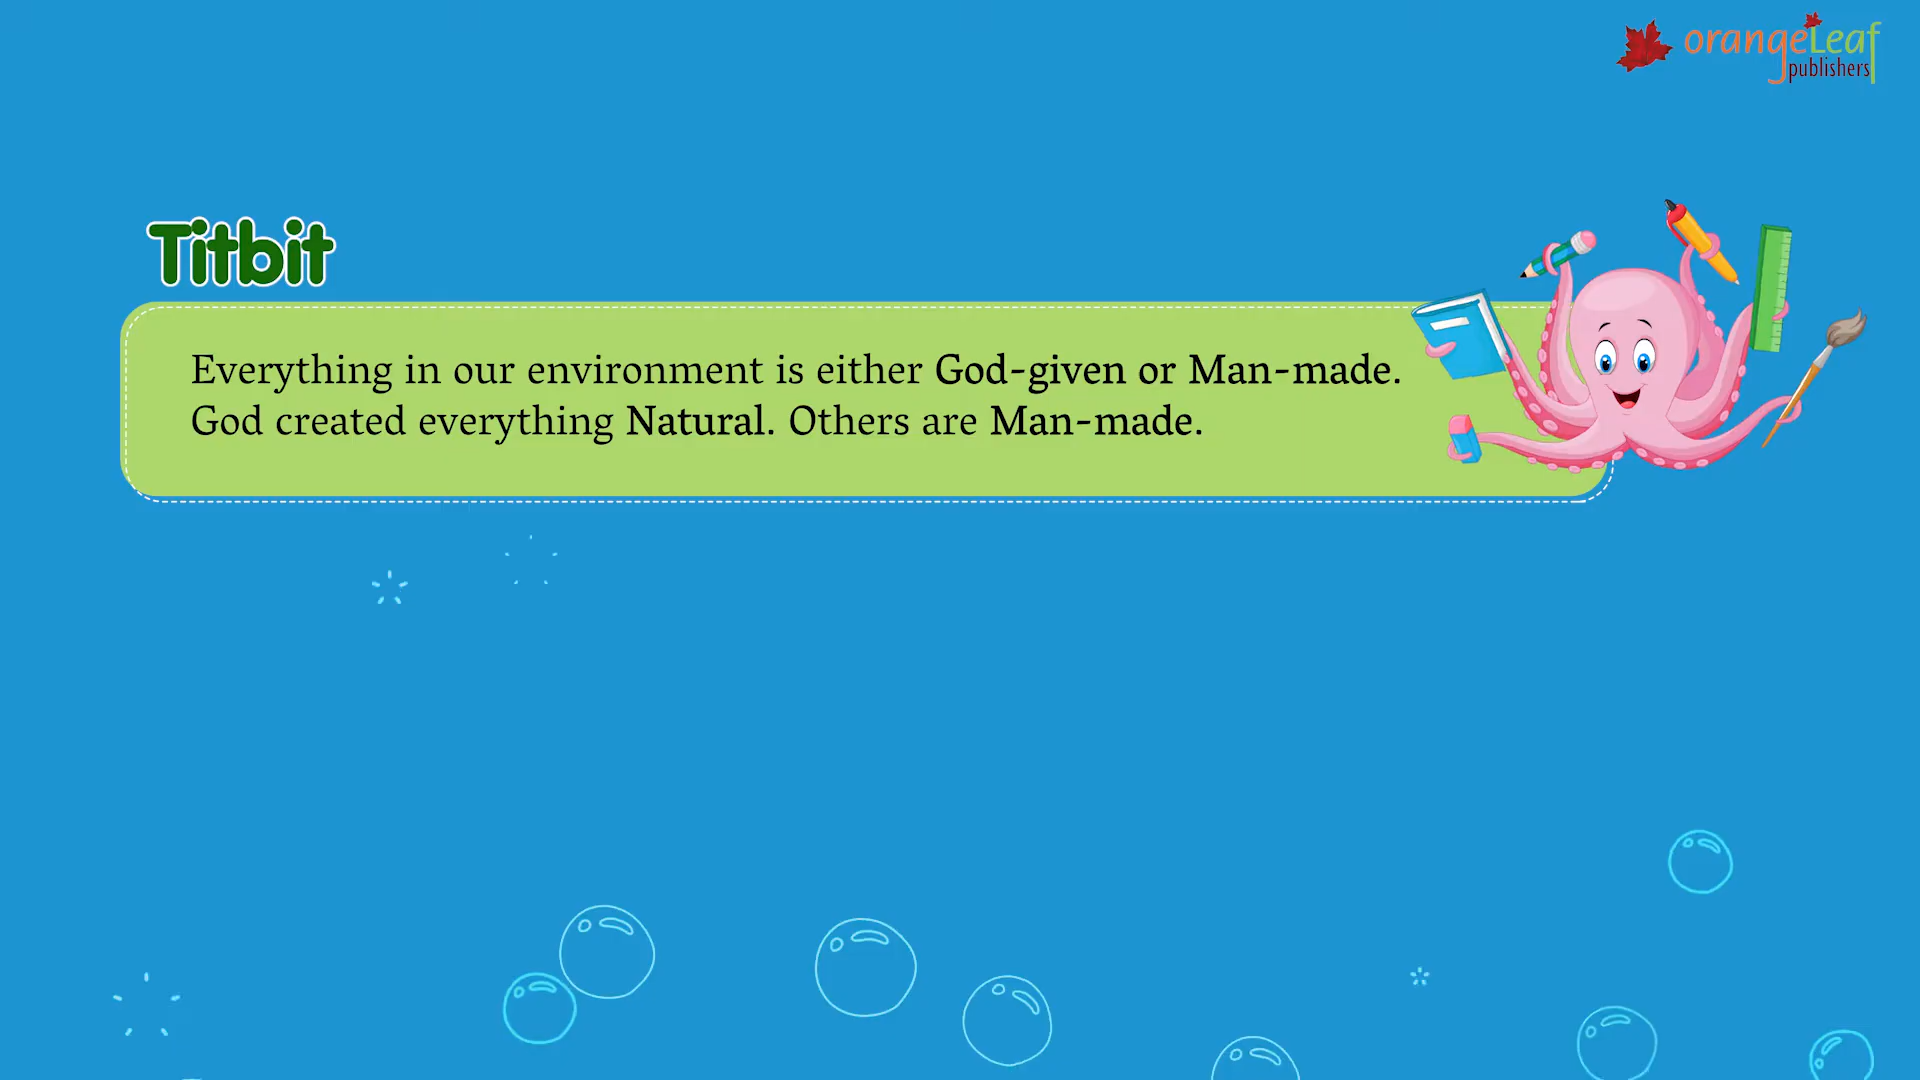 orangeLeaf
publishers
Titbit
Everything in our environment is either God-given or Man-made.
God created everything Natural. Others are Man-made.